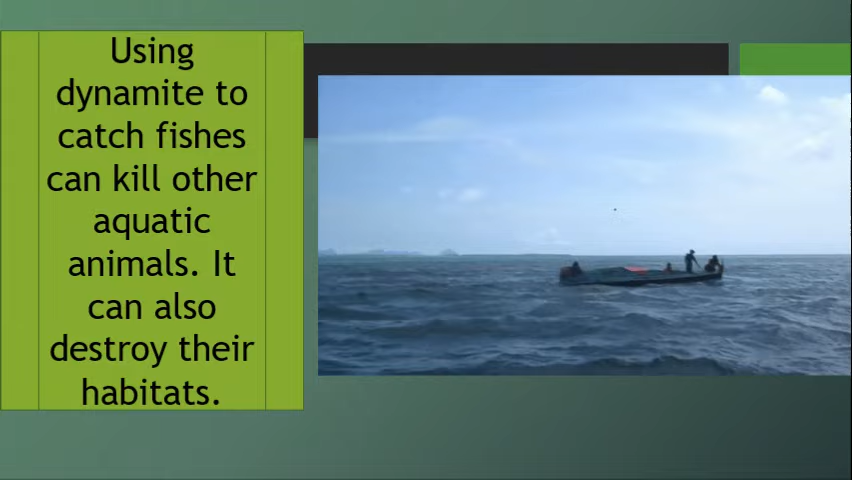 Using
dynamite to
catch fishes
can kill other
aquatic
animals. It
can also
destroy their
habitats.